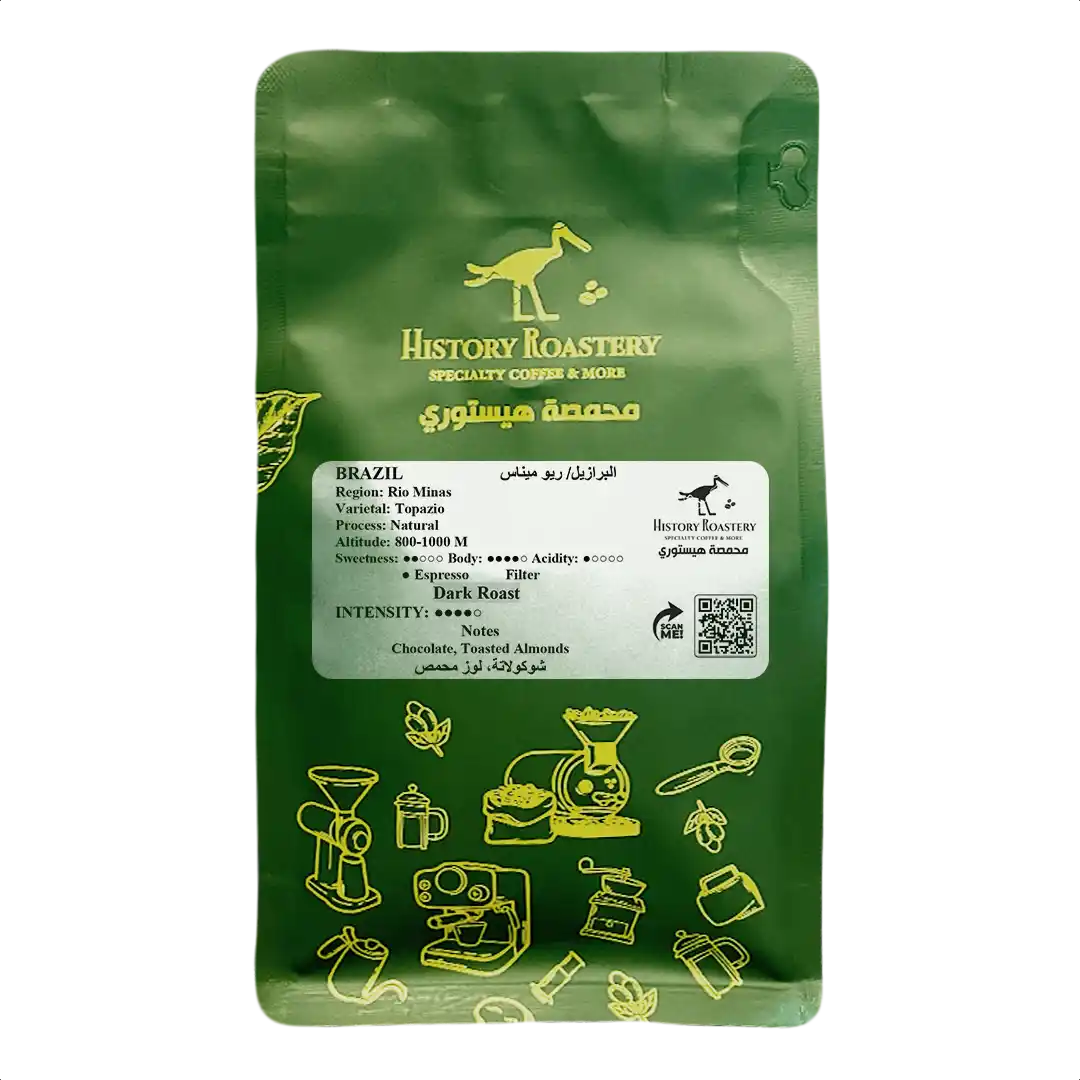 HISTORY ROASTERY
SPECIALTY COFFEE & MORE
محمصة هيستوري
BRAZIL البرازيل/ ريو ميناس
Region: Rio Minas
Varietal: Topazio
Process: Natural
Altitude: 800-1000 M
Sweetness: ●●○○○ Body: ●●●●○ Acidity: ●○○○○
● Espresso Filter
Dark Roast
INTENSITY: ●●●●○
Notes
Chocolate, Toasted Almonds
شوكولاتة، لوز محمص
HISTORY ROASTERY
SPECIALTY COFFEE & MORE
محمصة هيستوري
SCAN
ME!